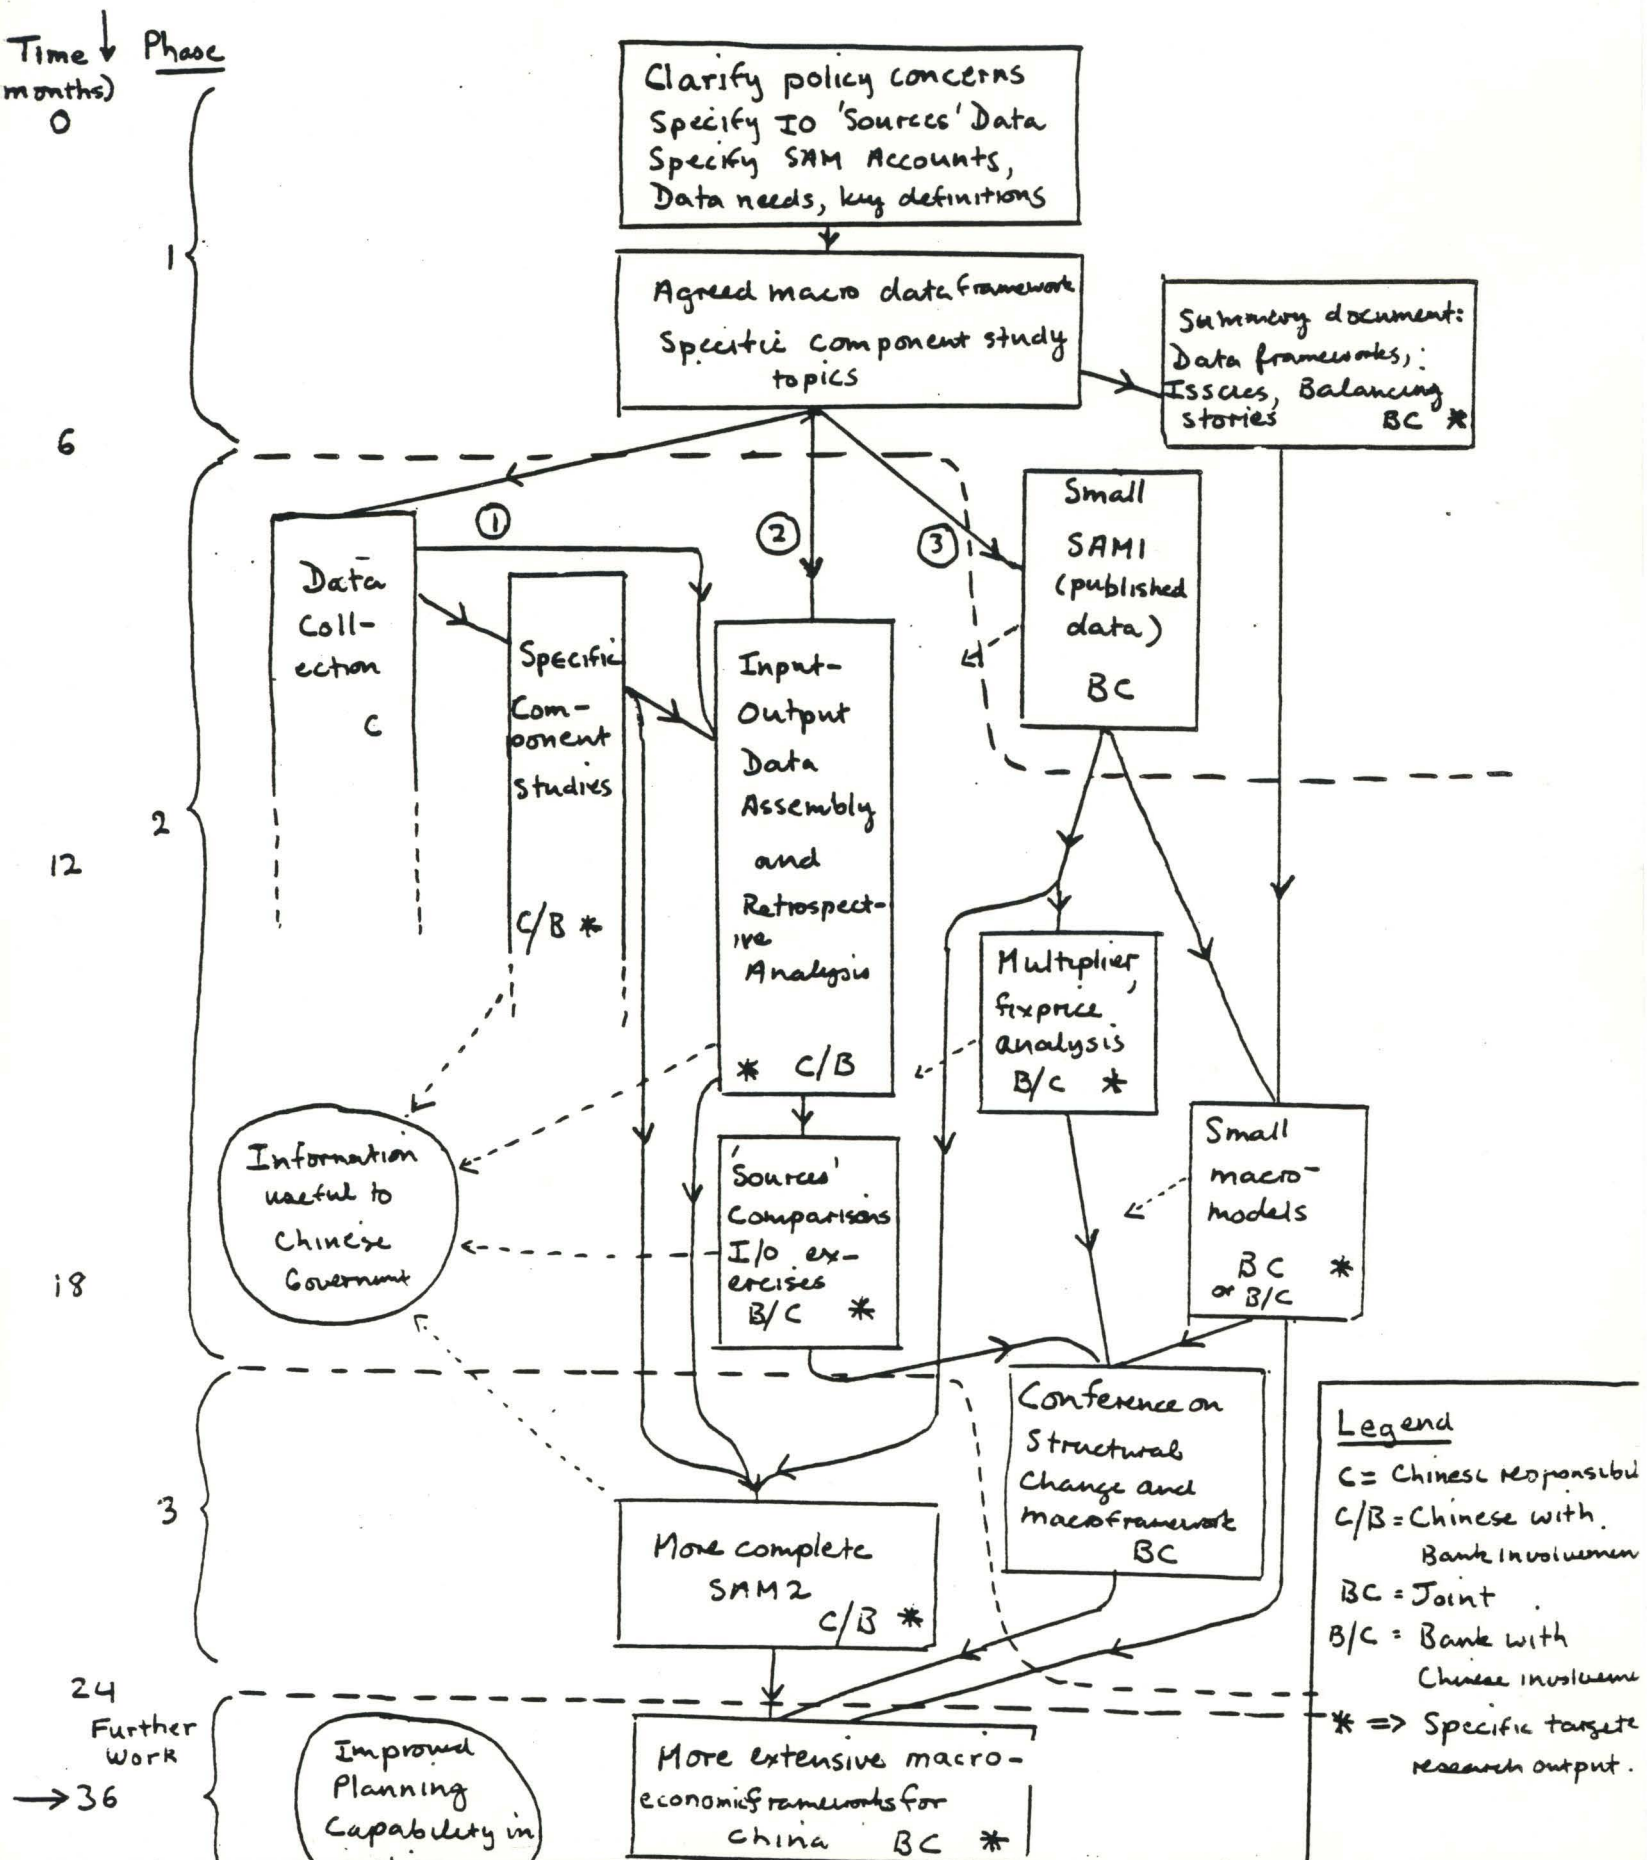 Time ↓ Phase
months)
0
Clarify policy concerns
Specify IO 'Sources' Data
Specify SAM Accounts,
Data needs, key definitions
1
Agreed macro data framework
Specific component study
topics
Summary document:
Data frameworks,
Issues, Balancing
stories BC *
6
①
②
③
Data
Coll-
ection
C
Specific
Com-
ponent
studies
C/B *
Input-
Output
Data
Assembly
and
Retrospect-
ive
Analysis
* C/B
Small
SAM1
(published
data)
BC
2
12
Multiplier,
fixprice
analysis
B/C *
Information
useful to
Chinese
Government
'Sources'
Comparisons
I/O ex-
ercises
B/C *
Small
macro-
models
BC *
or B/C
18
Conference on
Structural
Change and
macroframework
BC
3
More complete
SAM2
C/B *
Legend
C = Chinese responsibil
C/B = Chinese with
Bank involvemen
BC = Joint
B/C = Bank with
Chinese involveme
* => Specific targete
research output.
24
Further
Work
→36
Improved
Planning
Capability in
More extensive macro-
economic frameworks for
China BC *